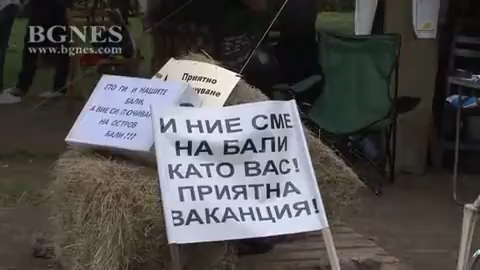 BGNES
www.bgnes.com
Приятно
ЕТО ГИ И НАШИТЕ
БАЛИ,
А ВИЕ СИ ПОЧИВАЙТЕ
НА ОСТРОВ
БАЛИ!!!
И НИЕ СМЕ
НА БАЛИ
КАТО ВАС!
ПРИЯТНА
ВАКАНЦИЯ!